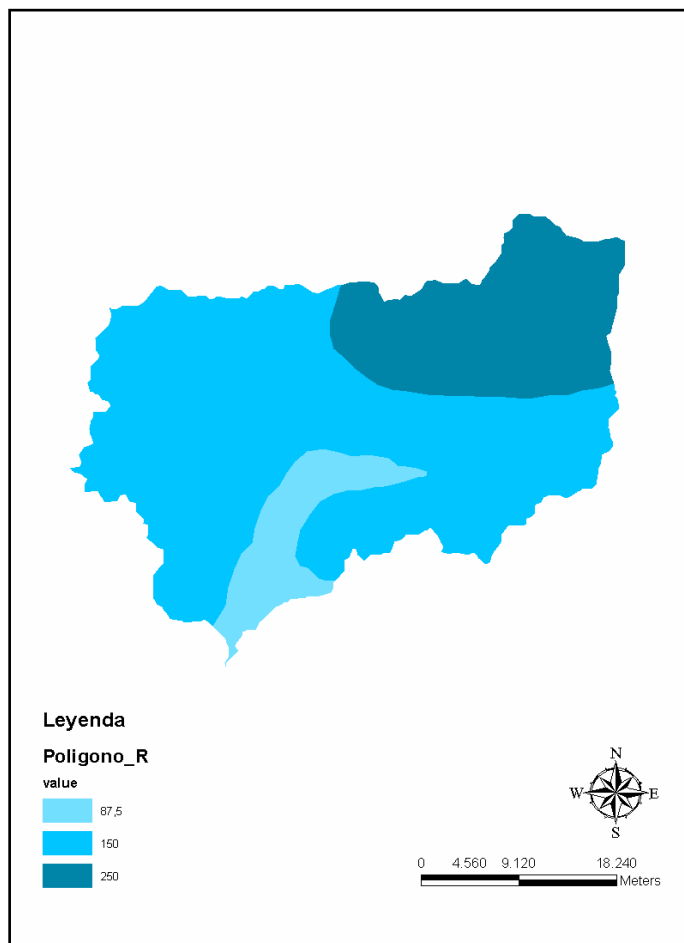 Leyenda
Poligono_R
value
87,5
150
250
N
W E
S
0 4.560 9.120 18.240
Meters